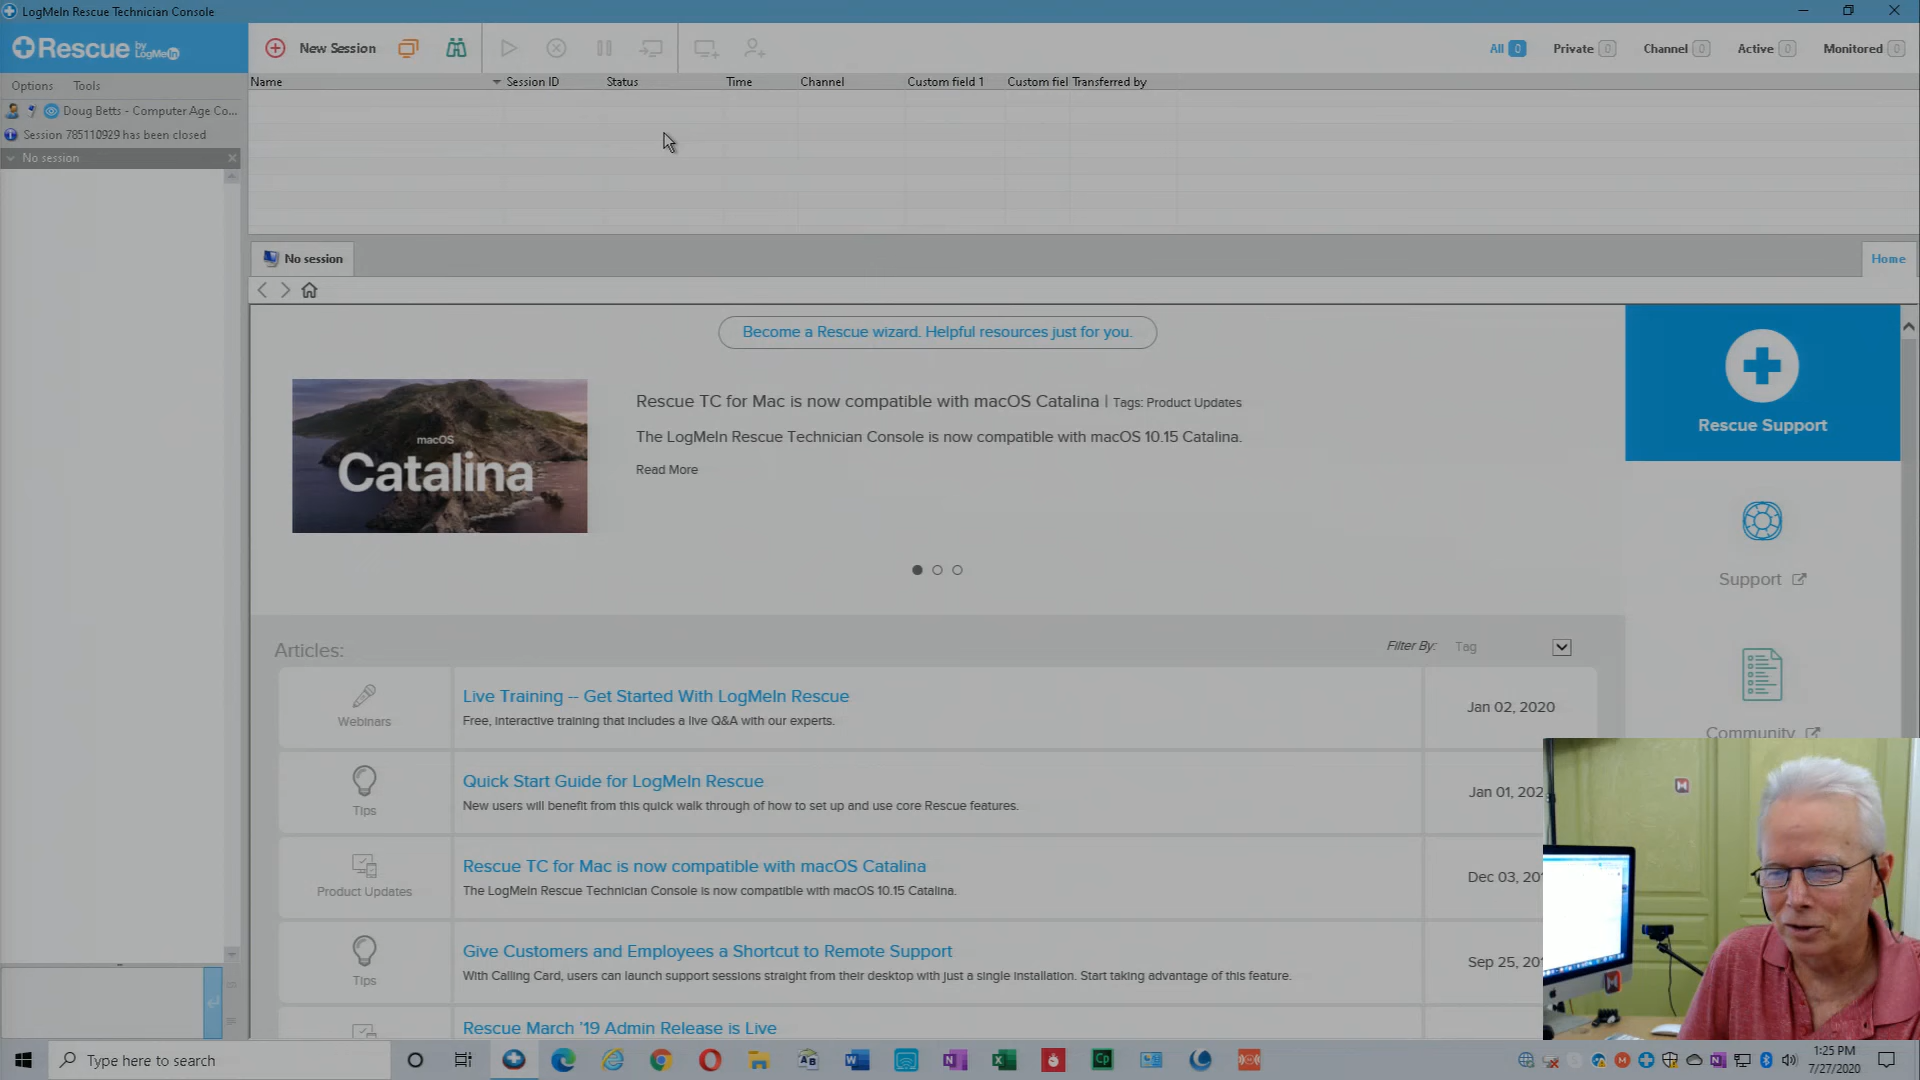 LogMeIn Rescue Technician Console
Rescue by LogMeIn
New Session
All 0 Private 0 Channel 0 Active 0 Monitored 0
Options Tools
Name Session ID Status Time Channel Custom field 1 Custom fiel Transferred by
Doug Betts - Computer Age Co...
Session 785110929 has been closed
No session
No session
Home
Become a Rescue wizard. Helpful resources just for you.
macOS
Catalina
Rescue TC for Mac is now compatible with macOS Catalina | Tags: Product Updates
The LogMeIn Rescue Technician Console is now compatible with macOS 10.15 Catalina.
Read More
Rescue Support
Support
Community
Articles:
Filter By: Tag
Webinars
Live Training -- Get Started With LogMeIn Rescue
Free, interactive training that includes a live Q&A with our experts.
Jan 02, 2020
Tips
Quick Start Guide for LogMeIn Rescue
New users will benefit from this quick walk through of how to set up and use core Rescue features.
Jan 01, 202
Product Updates
Rescue TC for Mac is now compatible with macOS Catalina
The LogMeIn Rescue Technician Console is now compatible with macOS 10.15 Catalina.
Dec 03, 20
Tips
Give Customers and Employees a Shortcut to Remote Support
With Calling Card, users can launch support sessions straight from their desktop with just a single installation. Start taking advantage of this feature.
Sep 25, 20
Rescue March '19 Admin Release is Live
Type here to search
1:25 PM
7/27/2020